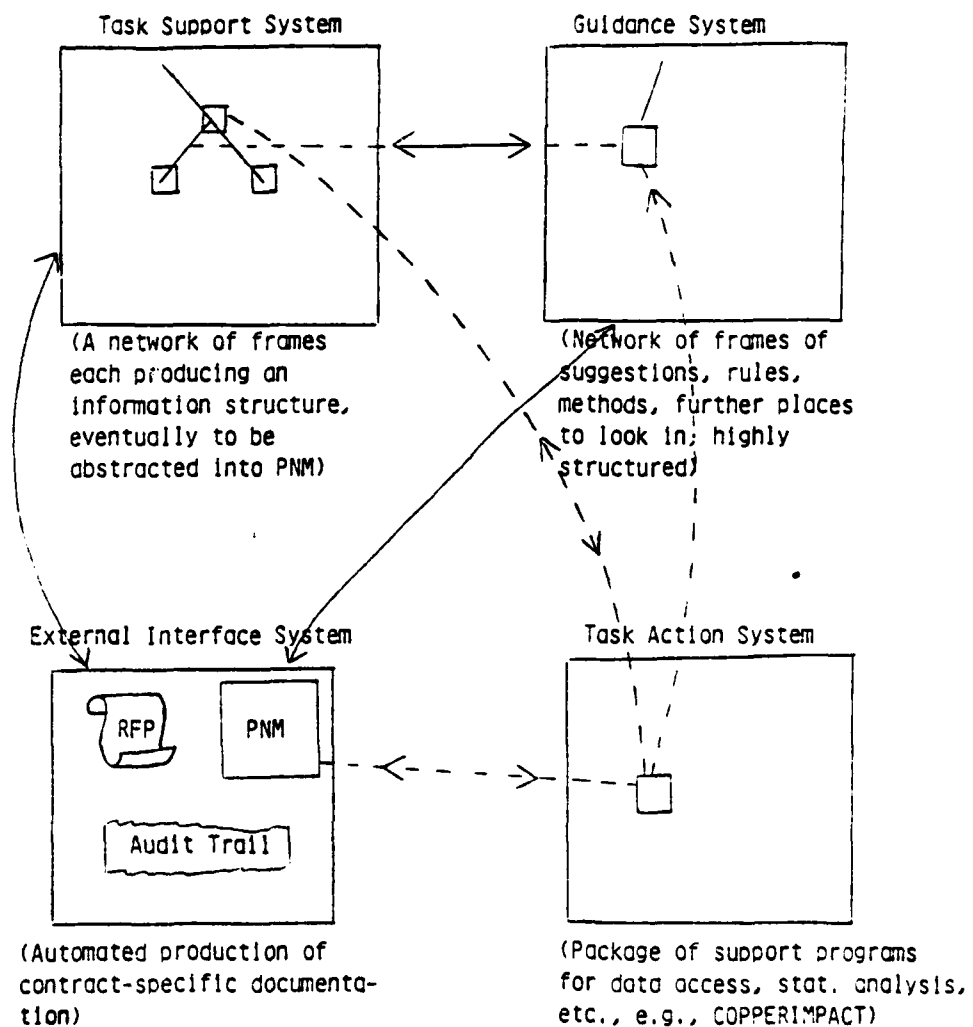 Task Support System
Guidance System
(A network of frames
each producing an
information structure,
eventually to be
abstracted into PNM)
(Network of frames of
suggestions, rules,
methods, further places
to look in; highly
structured)
External Interface System
Task Action System
RFP
PNM
Audit Trail
(Automated production of
contract-specific documenta-
tion)
(Package of support programs
for data access, stat. analysis,
etc., e.g., COPPERIMPACT)